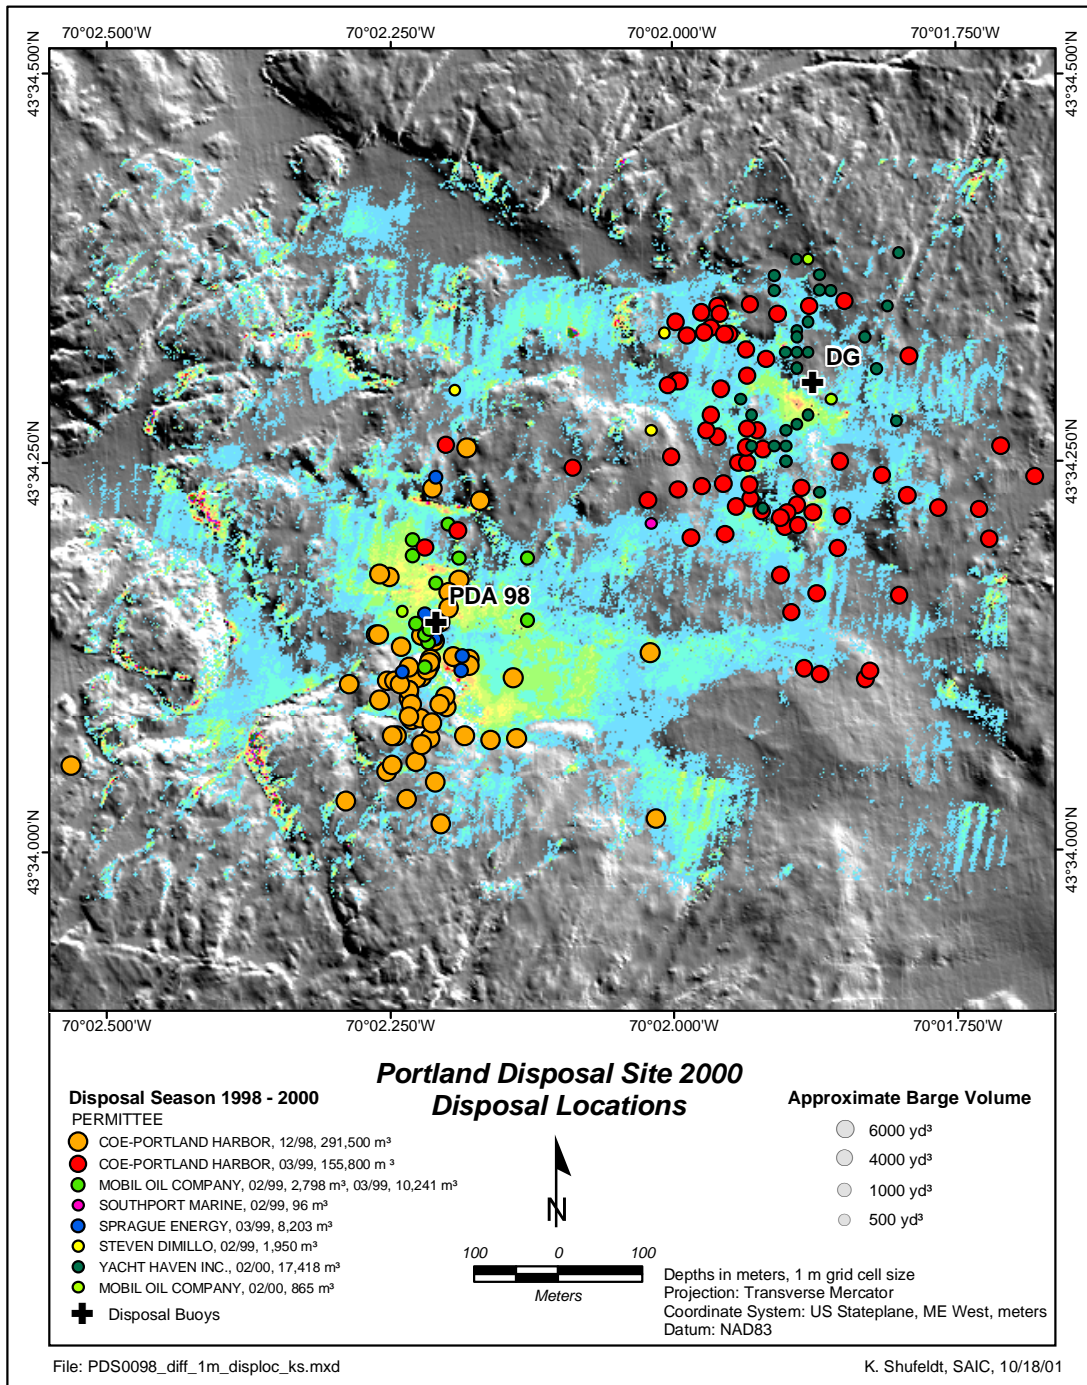 70°02.500'W 70°02.250'W 70°02.000'W 70°01.750'W
43°34.500'N 43°34.500'N
DG
43°34.250'N 43°34.250'N
PDA 98
43°34.000'N 43°34.000'N
70°02.500'W 70°02.250'W 70°02.000'W 70°01.750'W
Portland Disposal Site 2000
Disposal Locations
Disposal Season 1998 - 2000
PERMITTEE
COE-PORTLAND HARBOR, 12/98, 291,500 m³
COE-PORTLAND HARBOR, 03/99, 155,800 m³
MOBIL OIL COMPANY, 02/99, 2,798 m³, 03/99, 10,241 m³
SOUTHPORT MARINE, 02/99, 96 m³
SPRAGUE ENERGY, 03/99, 8,203 m³
STEVEN DIMILLO, 02/99, 1,950 m³
YACHT HAVEN INC., 02/00, 17,418 m³
MOBIL OIL COMPANY, 02/00, 865 m³
Disposal Buoys
N
100 0 100
Meters
Approximate Barge Volume
6000 yd³
4000 yd³
1000 yd³
500 yd³
Depths in meters, 1 m grid cell size
Projection: Transverse Mercator
Coordinate System: US Stateplane, ME West, meters
Datum: NAD83
File: PDS0098_diff_1m_disploc_ks.mxd
K. Shufeldt, SAIC, 10/18/01